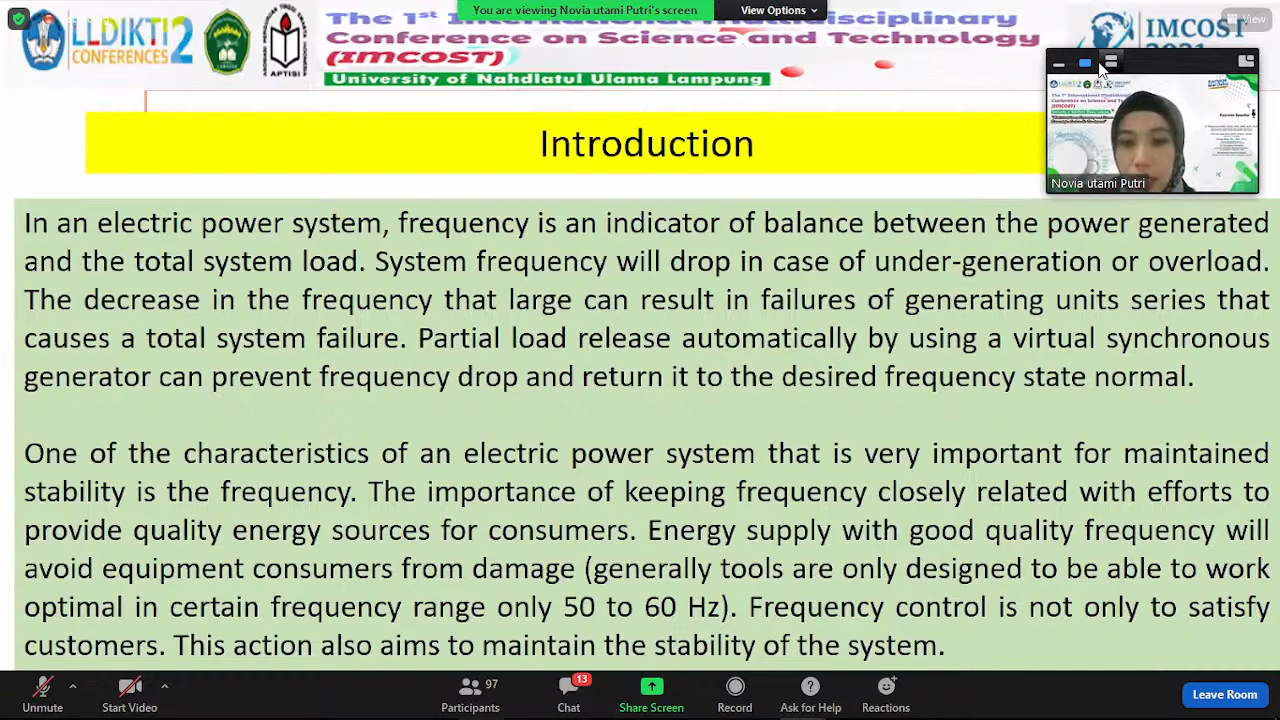 You are viewing Novia utami Putri's screen
View Options
View
LLDIKTI 2
CONFERENCES
APTISI
The 1st International Multidisciplinary
Conference on Science and Technology
(IMCOST)
University of Nahdlatul Ulama Lampung
IMCOST
2021
Novia utami Putri
Introduction
In an electric power system, frequency is an indicator of balance between the power generated
and the total system load. System frequency will drop in case of under-generation or overload.
The decrease in the frequency that large can result in failures of generating units series that
causes a total system failure. Partial load release automatically by using a virtual synchronous
generator can prevent frequency drop and return it to the desired frequency state normal.
One of the characteristics of an electric power system that is very important for maintained
stability is the frequency. The importance of keeping frequency closely related with efforts to
provide quality energy sources for consumers. Energy supply with good quality frequency will
avoid equipment consumers from damage (generally tools are only designed to be able to work
optimal in certain frequency range only 50 to 60 Hz). Frequency control is not only to satisfy
customers. This action also aims to maintain the stability of the system.
Unmute
Start Video
97
Participants
13
Chat
Share Screen
Record
?
Ask for Help
Reactions
Leave Room